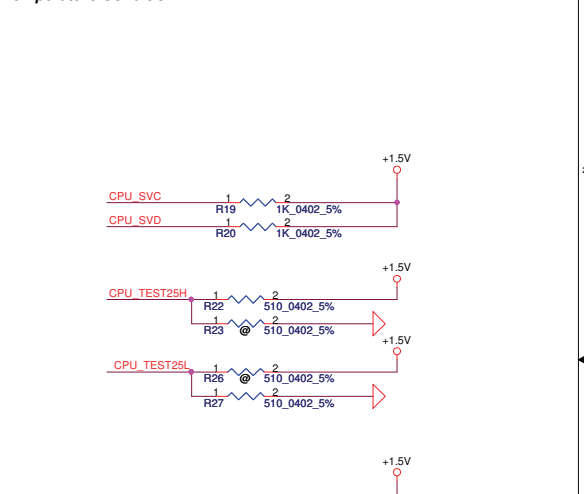 +1.5V
CPU_SVC 1 2
R19 1K_0402_5%
CPU_SVD 1 2
R20 1K_0402_5%
+1.5V
CPU_TEST25H 1 2
R22 510_0402_5%
1 2
R23 @ 510_0402_5%
+1.5V
CPU_TEST25L 1 2
R26 @ 510_0402_5%
1 2
R27 510_0402_5%
+1.5V